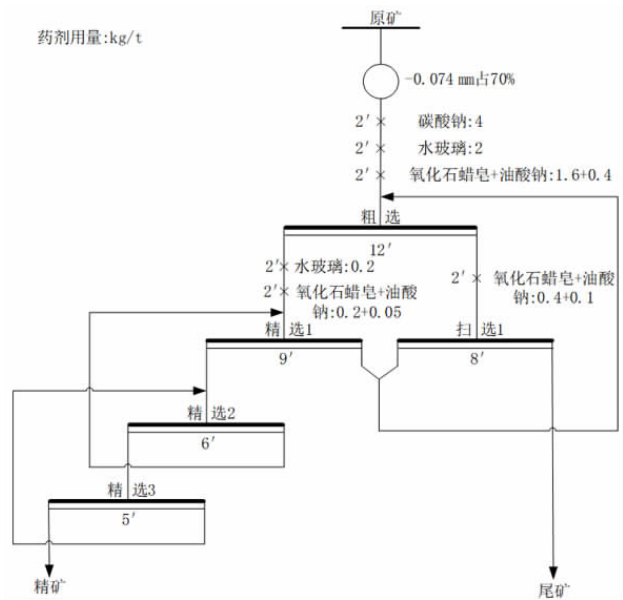 原矿
药剂用量:kg/t
-0.074 mm占70%
2′ 碳酸钠:4
2′ 水玻璃:2
2′ 氧化石蜡皂+油酸钠:1.6+0.4
粗 选
12′
2′ 水玻璃:0.2
2′ 氧化石蜡皂+油酸
钠:0.2+0.05
2′ 氧化石蜡皂+油酸
钠:0.4+0.1
精 选1
9′
扫 选1
8′
精 选2
6′
精 选3
5′
精矿
尾矿